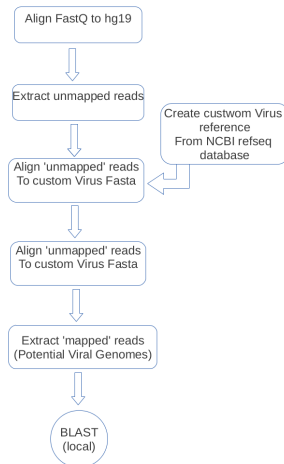 Align FastQ to hg19
Extract unmapped reads
Create custwom Virus
reference
From NCBI refseq
database
Align 'unmapped' reads
To custom Virus Fasta
Align 'unmapped' reads
To custom Virus Fasta
Extract 'mapped' reads
(Potential Viral Genomes)
BLAST
(local)